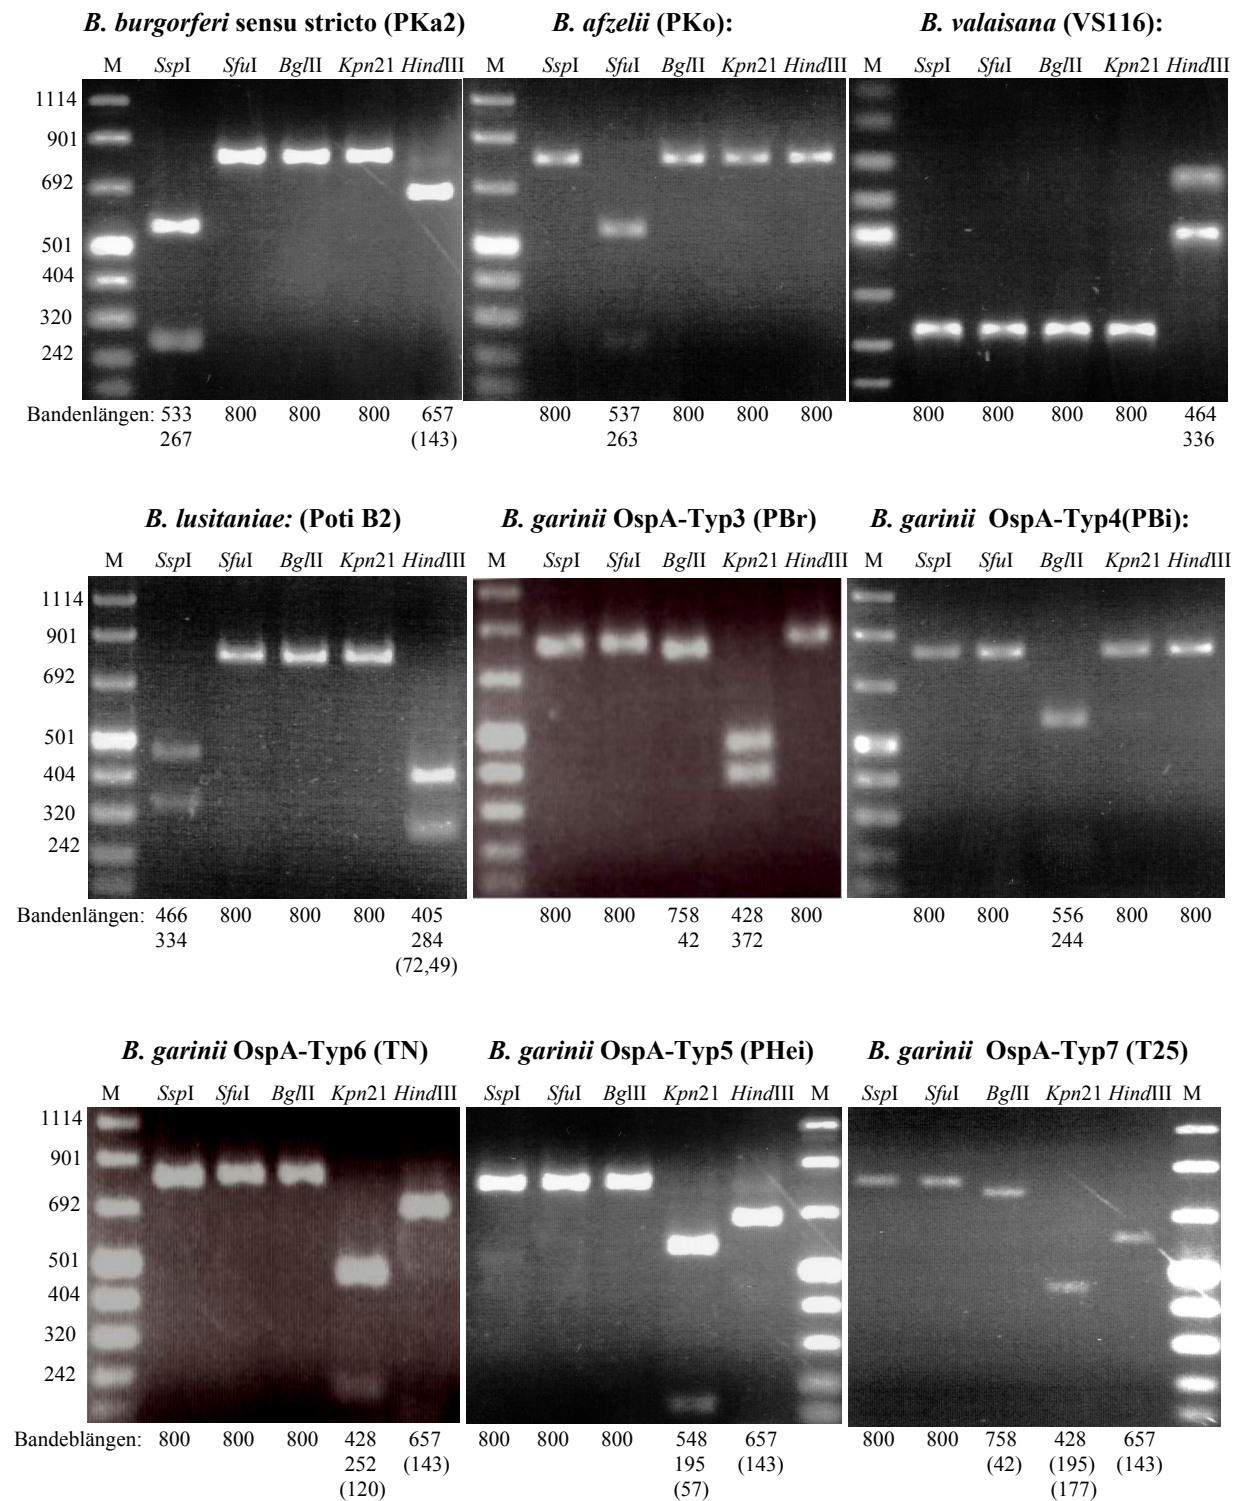 B. burgorferi sensu stricto (PKa2) B. afzelii (PKo): B. valaisana (VS116):
M SspI SfuI BglII Kpn21 HindIII M SspI SfuI BglII Kpn21 HindIII M SspI SfuI BglII Kpn21 HindIII
1114
901
692
501
404
320
242
Bandenlängen: 533 800 800 800 657 800 537 800 800 800 800 800 800 800 464
267 (143) 263 336
B. lusitaniae: (Poti B2) B. garinii OspA-Typ3 (PBr) B. garinii OspA-Typ4(PBi):
M SspI SfuI BglII Kpn21 HindIII M SspI SfuI BglII Kpn21 HindIII M SspI SfuI BglII Kpn21 HindIII
1114
901
692
501
404
320
242
Bandenlängen: 466 800 800 800 405 800 800 758 428 800 800 800 556 800 800
334 284 42 372 244
(72,49)
B. garinii OspA-Typ6 (TN) B. garinii OspA-Typ5 (PHei) B. garinii OspA-Typ7 (T25)
M SspI SfuI BglII Kpn21 HindIII SspI SfuI BglII Kpn21 HindIII M SspI SfuI BglII Kpn21 HindIII M
1114
901
692
501
404
320
242
Bandeblängen: 800 800 800 428 657 800 800 800 548 657 800 800 758 428 657
252 (143) 195 (143) (42) (195) (143)
(120) (57) (177)